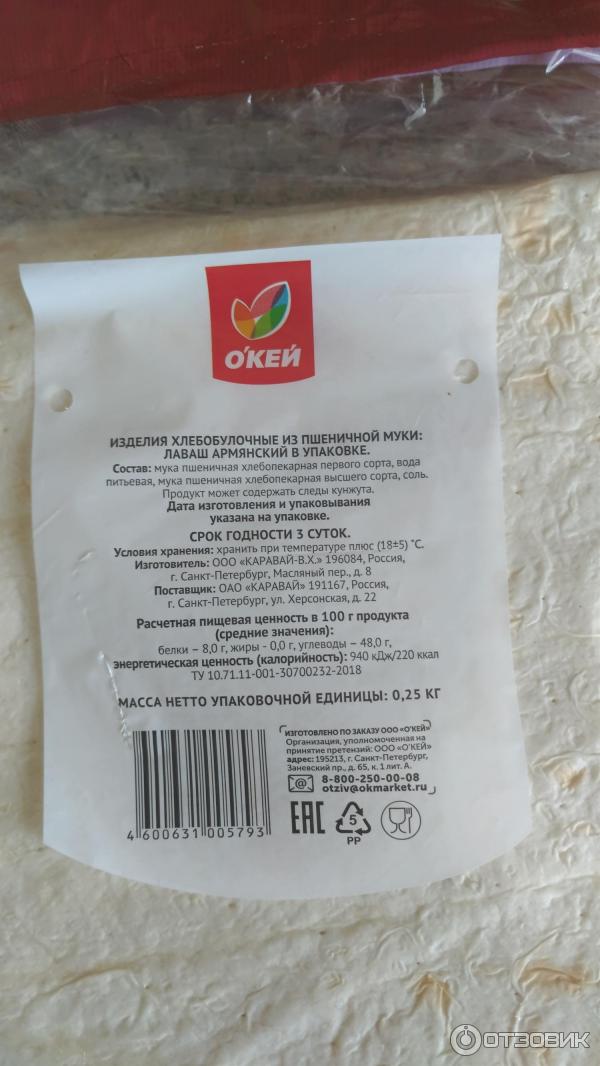 О'КЕЙ
ИЗДЕЛИЯ ХЛЕБОБУЛОЧНЫЕ ИЗ ПШЕНИЧНОЙ МУКИ:
ЛАВАШ АРМЯНСКИЙ В УПАКОВКЕ.
Состав: мука пшеничная хлебопекарная первого сорта, вода
питьевая, мука пшеничная хлебопекарная высшего сорта, соль.
Продукт может содержать следы кунжута.
Дата изготовления и упаковывания
указана на упаковке.
СРОК ГОДНОСТИ 3 СУТОК.
Условия хранения: хранить при температуре плюс (18±5) °С.
Изготовитель: ООО «КАРАВАЙ-В.Х.» 196084, Россия,
г. Санкт-Петербург, Масляный пер., д. 8
Поставщик: ОАО «КАРАВАЙ» 191167, Россия,
г. Санкт-Петербург, ул. Херсонская, д. 22
Расчетная пищевая ценность в 100 г продукта
(средние значения):
белки – 8,0 г, жиры - 0,0 г, углеводы – 48,0 г,
энергетическая ценность (калорийность): 940 кДж/220 ккал
ТУ 10.71.11-001-30700232-2018
МАССА НЕТТО УПАКОВОЧНОЙ ЕДИНИЦЫ: 0,25 КГ
ИЗГОТОВЛЕНО ПО ЗАКАЗУ ООО «О'КЕЙ»
Организация, уполномоченная на
принятие претензий: ООО «О'КЕЙ»
адрес: 195213, г. Санкт-Петербург,
Заневский пр., д. 65, к. 1 лит. А.
8-800-250-00-08
otziv@okmarket.ru
4 600631 005793
ЕАС
5
PP
ОТЗОВИК